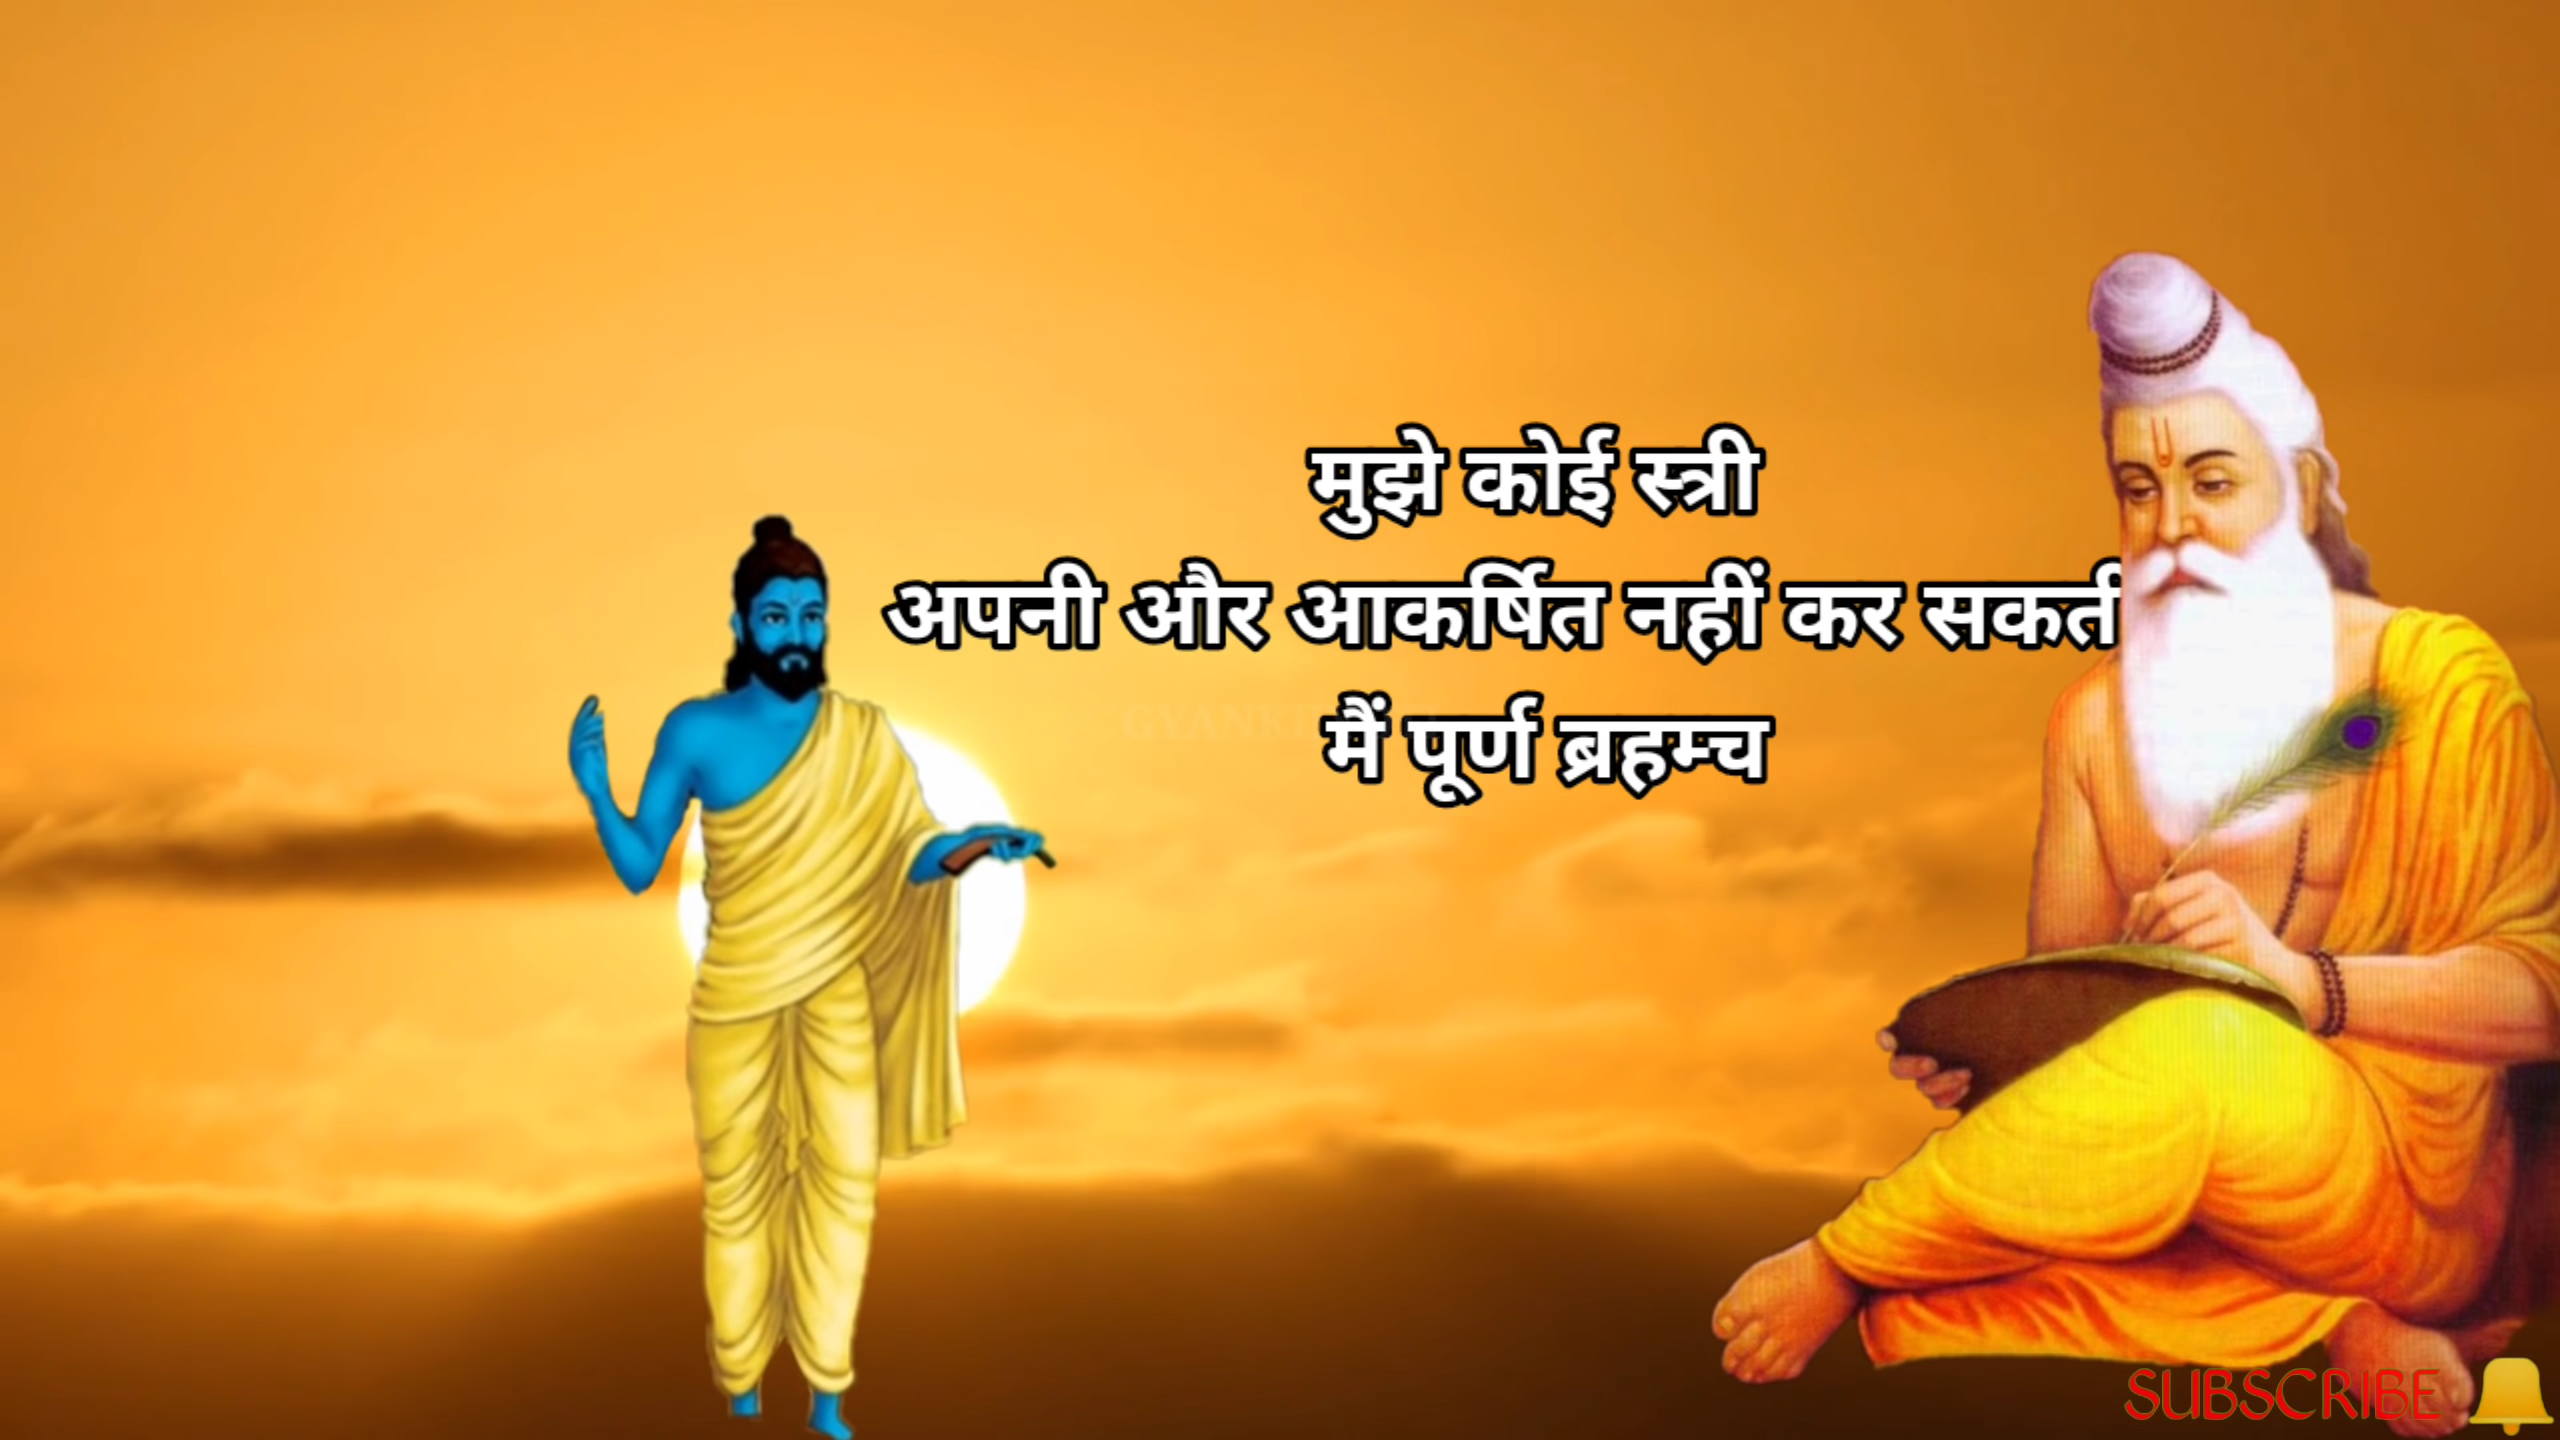 मुझे कोई स्त्री
अपनी और आकर्षित नहीं कर सकती
मैं पूर्ण ब्रहम्च
SUBSCRIBE